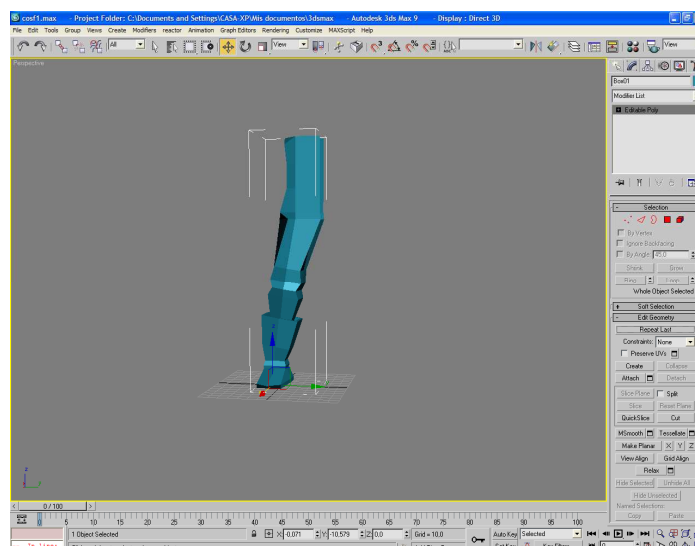 cosf1.max - Project Folder: C:\Documents and Settings\CASA-XP\Mis documentos\3dsmax - Autodesk 3ds Max 9 - Display : Direct 3D
File Edit Tools Group Views Create Modifiers reactor Animation Graph Editors Rendering Customize MAXScript Help
All View View
Perspective
Box01
Modifier List
Editable Poly
Selection
By Vertex
Ignore Backfacing
By Angle: 45,0
Shrink Grow
Ring Loop
Whole Object Selected
+ Soft Selection
- Edit Geometry
Repeat Last
Constraints: None
Preserve UVs
Create Collapse
Attach Detach
Slice Plane Split
Slice Reset Plane
QuickSlice Cut
MSmooth Tessellate
Make Planar X Y Z
View Align Grid Align
Relax
Hide Selected Unhide All
Hide Unselected
Named Selections:
Copy Paste
0 / 100
0 5 10 15 20 25 30 35 40 45 50 55 60 65 70 75 80 85 90 95 100
1 Object Selected X: -0,071 Y: -10,579 Z: 0,0 Grid = 10,0 Auto Key Selected